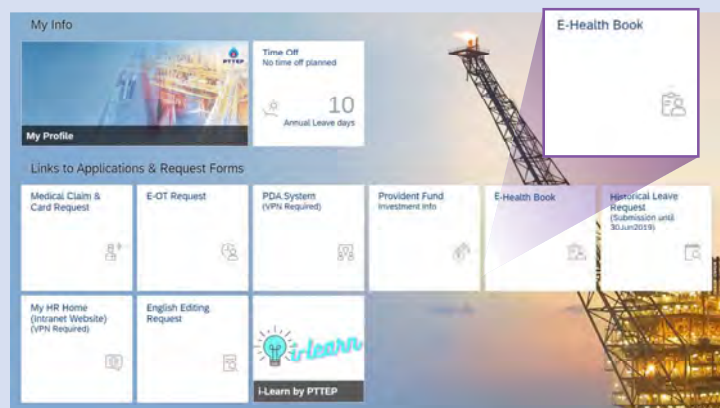 My Info
E-Health Book
PTTEP
My Profile
Time Off
No time off planned
10
Annual Leave days
Links to Applications & Request Forms
Medical Claim &
Card Request
E-OT Request
PDA System
(VPN Required)
Provident Fund
Investment Info
E-Health Book
Historical Leave
Request
(Submission until
30Jun2019)
My HR Home
(Intranet Website)
(VPN Required)
English Editing
Request
i-learn
i-Learn by PTTEP